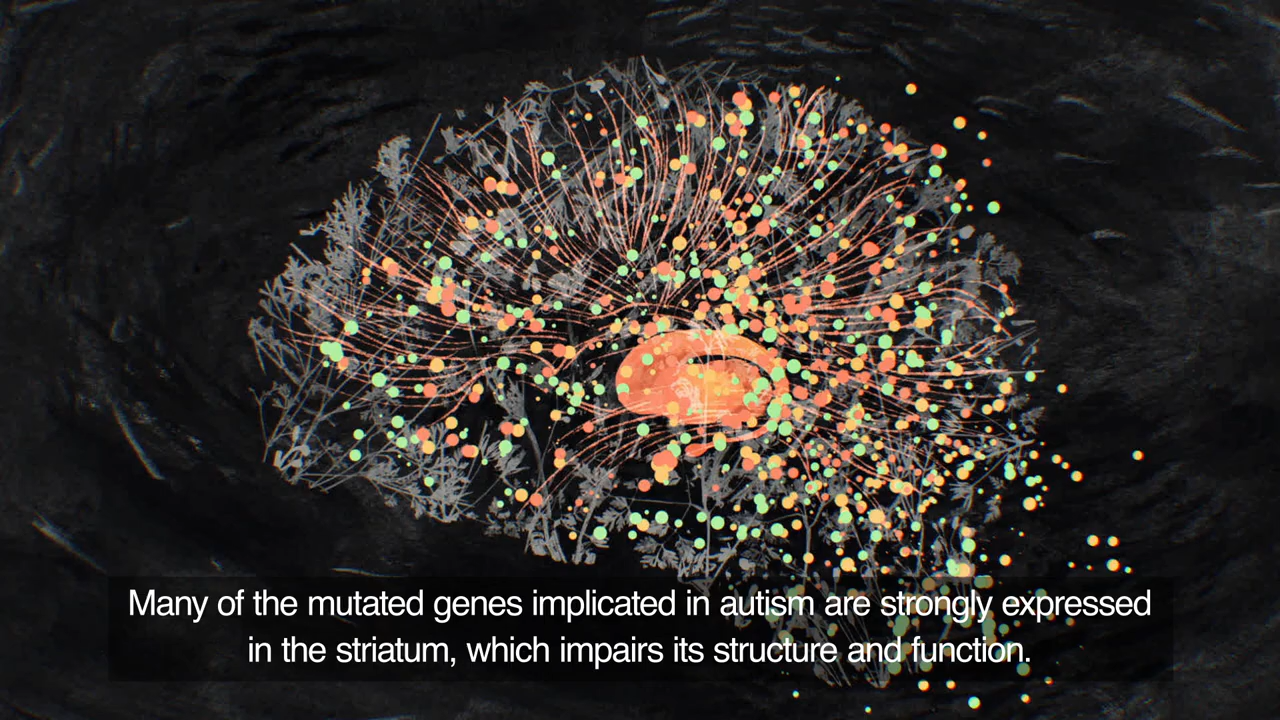 Many of the mutated genes implicated in autism are strongly expressed
in the striatum, which impairs its structure and function.